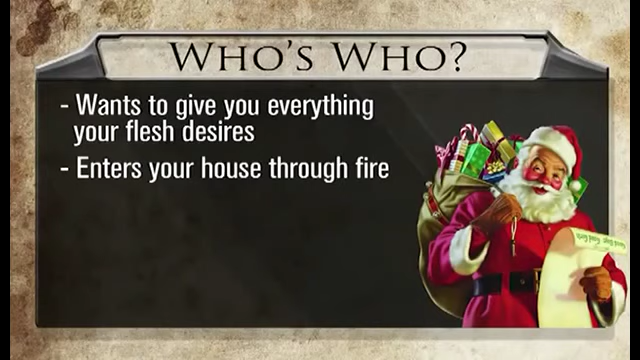 WHO'S WHO?
- Wants to give you everything
your flesh desires
- Enters your house through fire